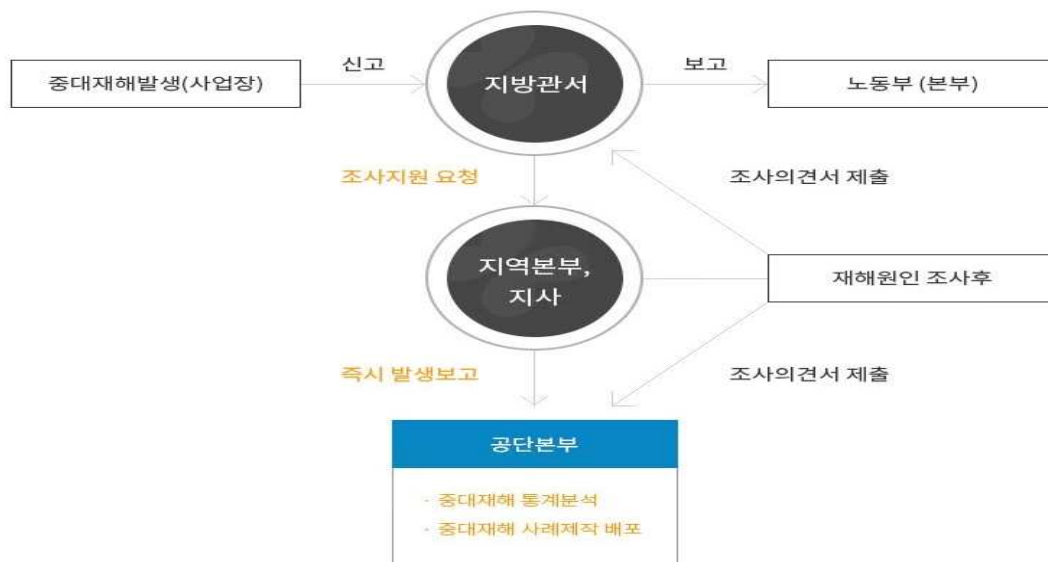 신고
보고
중대재해발생(사업장)
지방관서
노동부 (본부)
조사지원 요청
조사의견서 제출
지역본부,
지사
재해원인 조사후
즉시 발생보고
조사의견서 제출
공단본부
· 중대재해 통계분석
· 중대재해 사례제작 배포